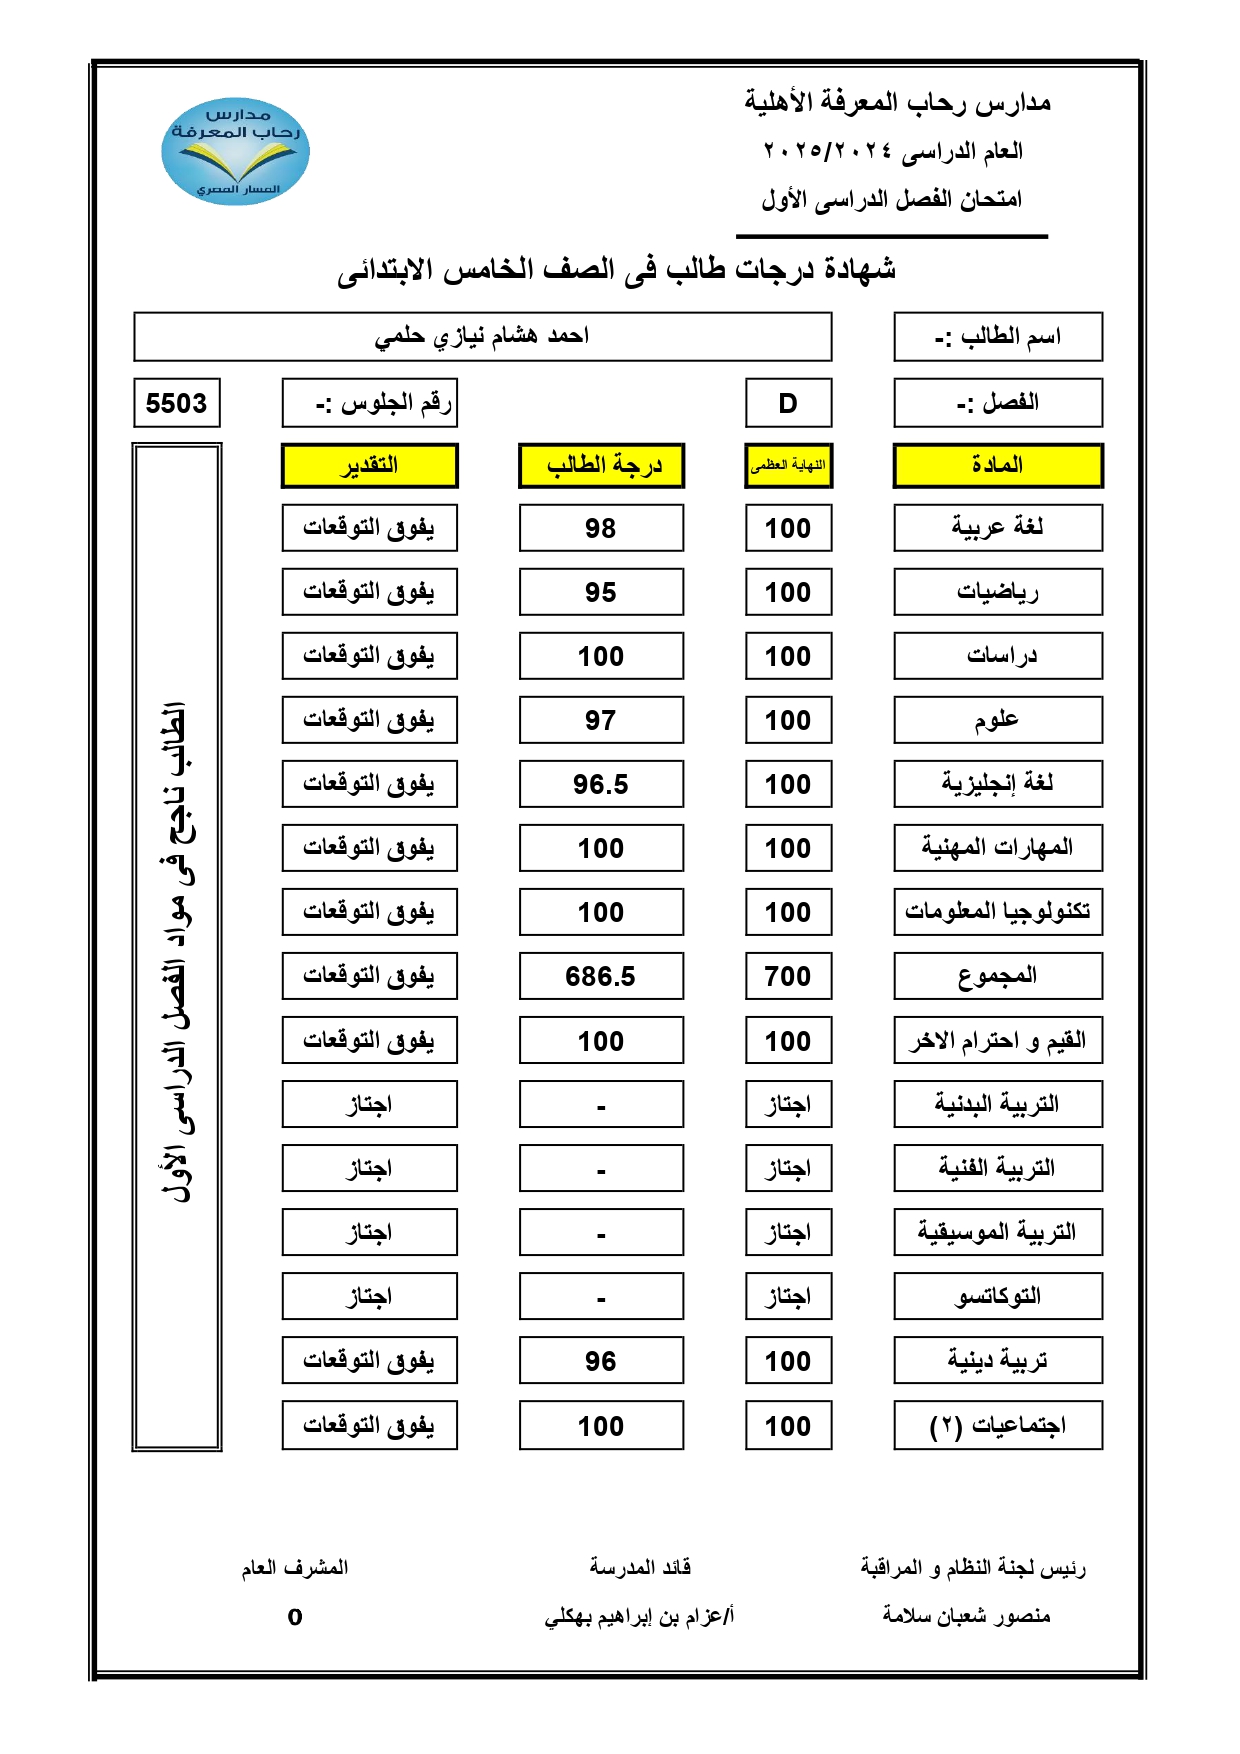 مدارس رحاب المعرفة الأهلية
مدارس
رحاب المعرفة
المسار المصري
العام الدراسى ٢٠٢٥/٢٠٢٤
امتحان الفصل الدراسى الأول
شهادة درجات طالب فى الصف الخامس الابتدائى
اسم الطالب :- احمد هشام نيازي حلمي
الفصل :- D رقم الجلوس :- 5503
المادة النهاية العظمى درجة الطالب التقدير
لغة عربية 100 98 يفوق التوقعات
رياضيات 100 95 يفوق التوقعات
دراسات 100 100 يفوق التوقعات
علوم 100 97 يفوق التوقعات
لغة إنجليزية 100 96.5 يفوق التوقعات
المهارات المهنية 100 100 يفوق التوقعات
تكنولوجيا المعلومات 100 100 يفوق التوقعات
المجموع 700 686.5 يفوق التوقعات
القيم و احترام الاخر 100 100 يفوق التوقعات
التربية البدنية اجتاز - اجتاز
التربية الفنية اجتاز - اجتاز
التربية الموسيقية اجتاز - اجتاز
التوكاتسو اجتاز - اجتاز
تربية دينية 100 96 يفوق التوقعات
اجتماعيات (٢) 100 100 يفوق التوقعات
الطالب ناجح فى مواد الفصل الدراسى الأول
رئيس لجنة النظام و المراقبة قائد المدرسة المشرف العام
منصور شعبان سلامة أ/عزام بن إبراهيم بهكلي 0